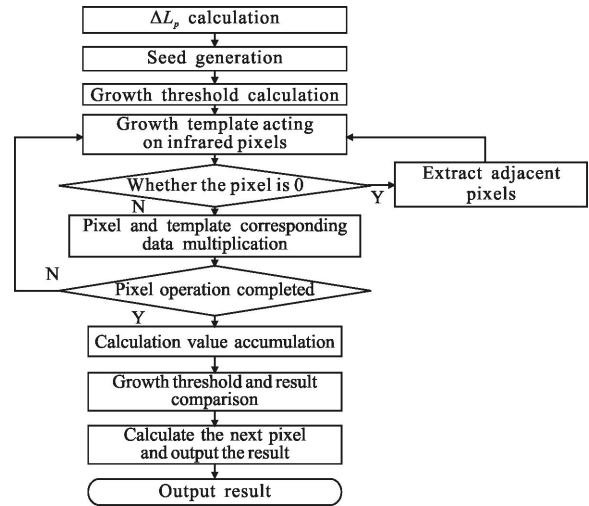 ΔLₚ calculation
Seed generation
Growth threshold calculation
Growth template acting
on infrared pixels
Whether the pixel is 0
Y
Extract adjacent
pixels
N
Pixel and template corresponding
data multiplication
N
Pixel operation completed
Y
Calculation value accumulation
Growth threshold and result
comparison
Calculate the next pixel
and output the result
Output result